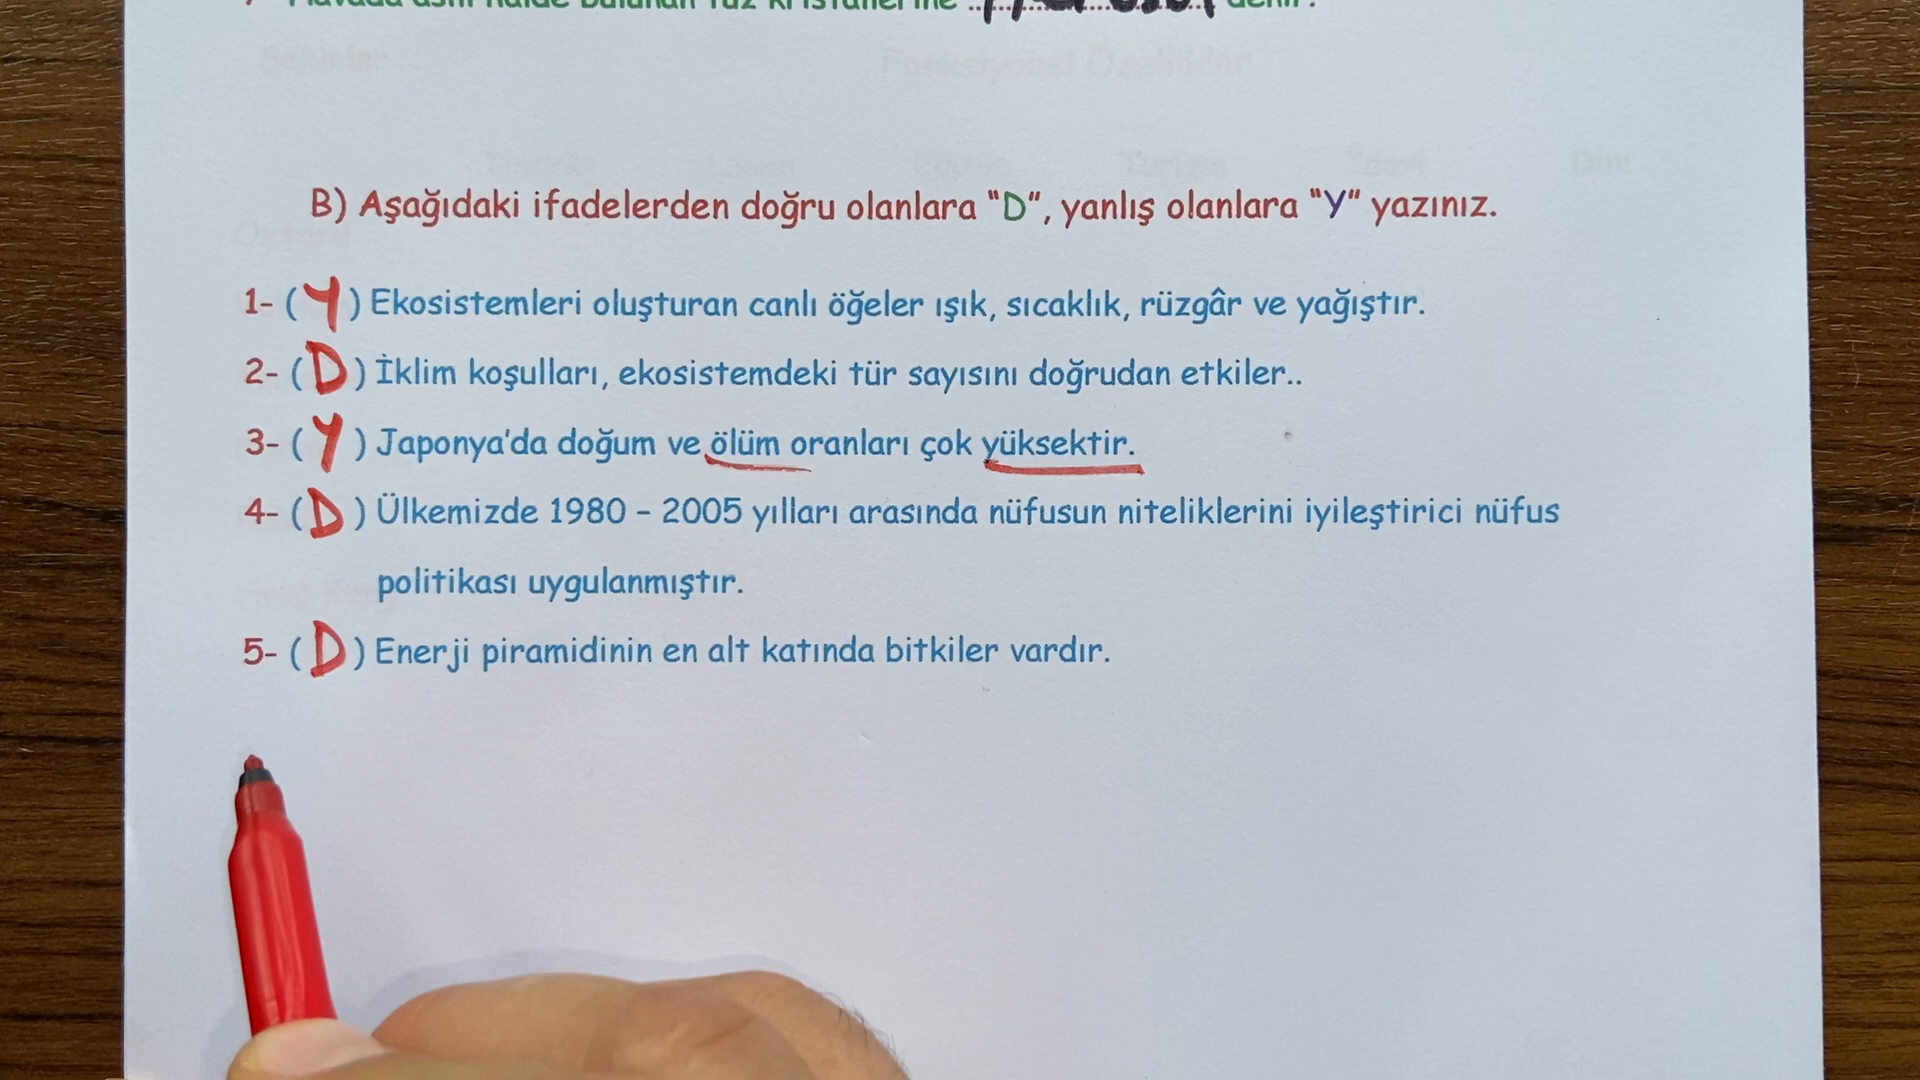 denir.
B) Aşağıdaki ifadelerden doğru olanlara "D", yanlış olanlara "Y" yazınız.
1- (Y) Ekosistemleri oluşturan canlı öğeler ışık, sıcaklık, rüzgâr ve yağıştır.
2- (D) İklim koşulları, ekosistemdeki tür sayısını doğrudan etkiler..
3- (Y) Japonya'da doğum ve ölüm oranları çok yüksektir.
4- (D) Ülkemizde 1980 - 2005 yılları arasında nüfusun niteliklerini iyileştirici nüfus
politikası uygulanmıştır.
5- (D) Enerji piramidinin en alt katında bitkiler vardır.